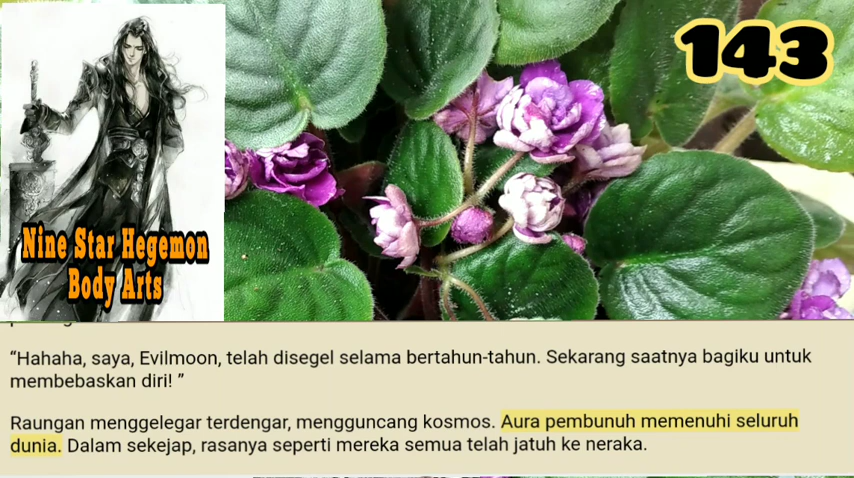 143
Nine Star Hegemon
Body Arts
“Hahaha, saya, Evilmoon, telah disegel selama bertahun-tahun. Sekarang saatnya bagiku untuk
membebaskan diri! ”
Raungan menggelegar terdengar, mengguncang kosmos. Aura pembunuh memenuhi seluruh
dunia. Dalam sekejap, rasanya seperti mereka semua telah jatuh ke neraka.